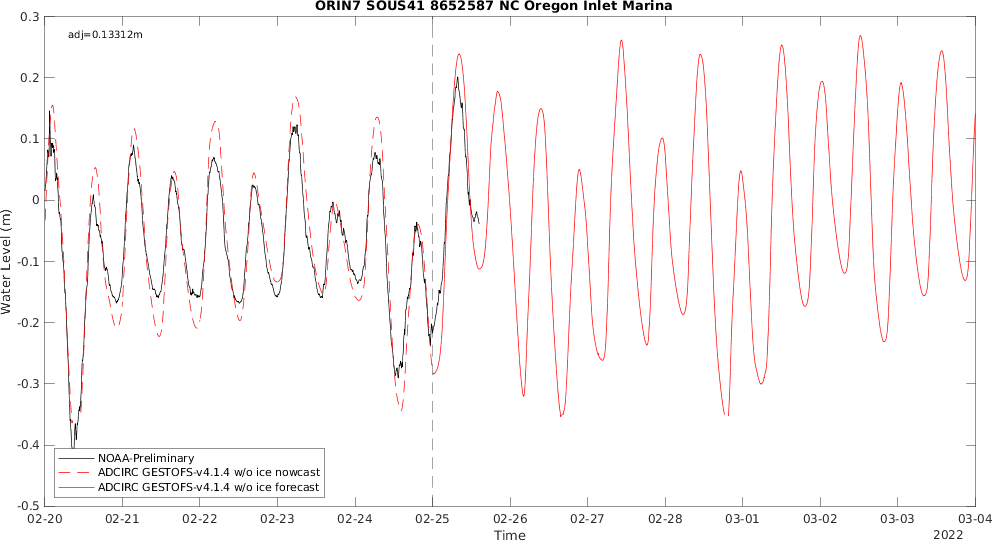 ORIN7 SOUS41 8652587 NC Oregon Inlet Marina
adj=0.13312m
0.3
0.2
0.1
0
-0.1
-0.2
-0.3
-0.4
-0.5
Water Level (m)
NOAA-Preliminary
ADCIRC GESTOFS-v4.1.4 w/o ice nowcast
ADCIRC GESTOFS-v4.1.4 w/o ice forecast
02-20 02-21 02-22 02-23 02-24 02-25 02-26 02-27 02-28 03-01 03-02 03-03 03-04
Time
2022